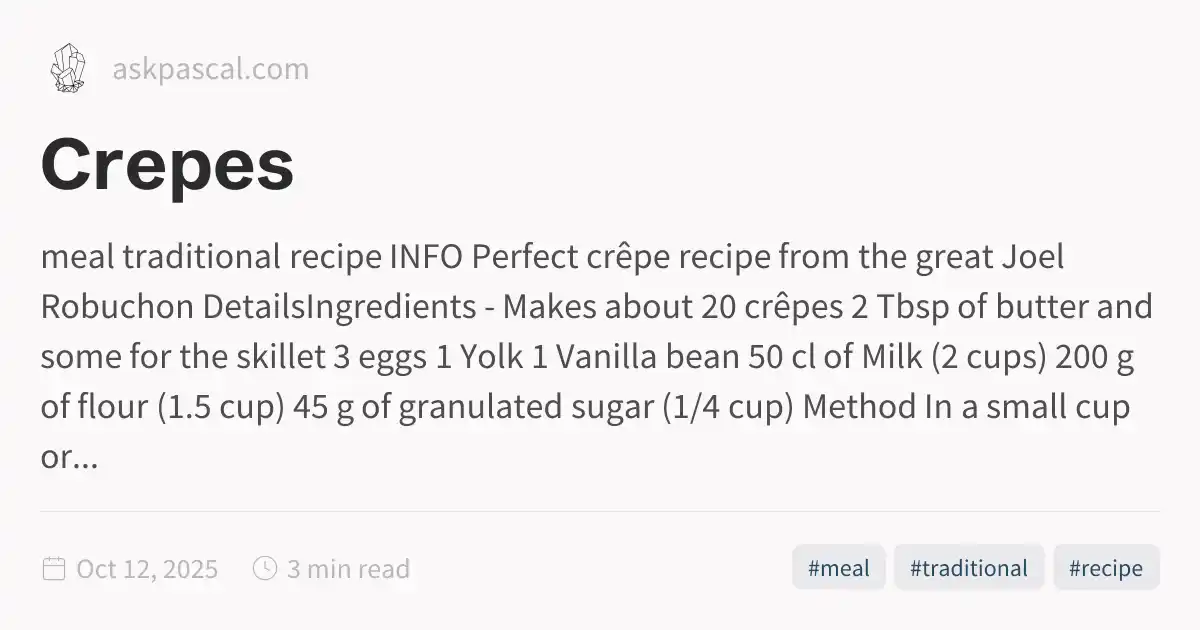 askpascal.com
Crepes
meal traditional recipe INFO Perfect crêpe recipe from the great Joel
Robuchon DetailsIngredients - Makes about 20 crêpes 2 Tbsp of butter and
some for the skillet 3 eggs 1 Yolk 1 Vanilla bean 50 cl of Milk (2 cups) 200 g
of flour (1.5 cup) 45 g of granulated sugar (1/4 cup) Method In a small cup
or...
Oct 12, 2025 3 min read #meal #traditional #recipe